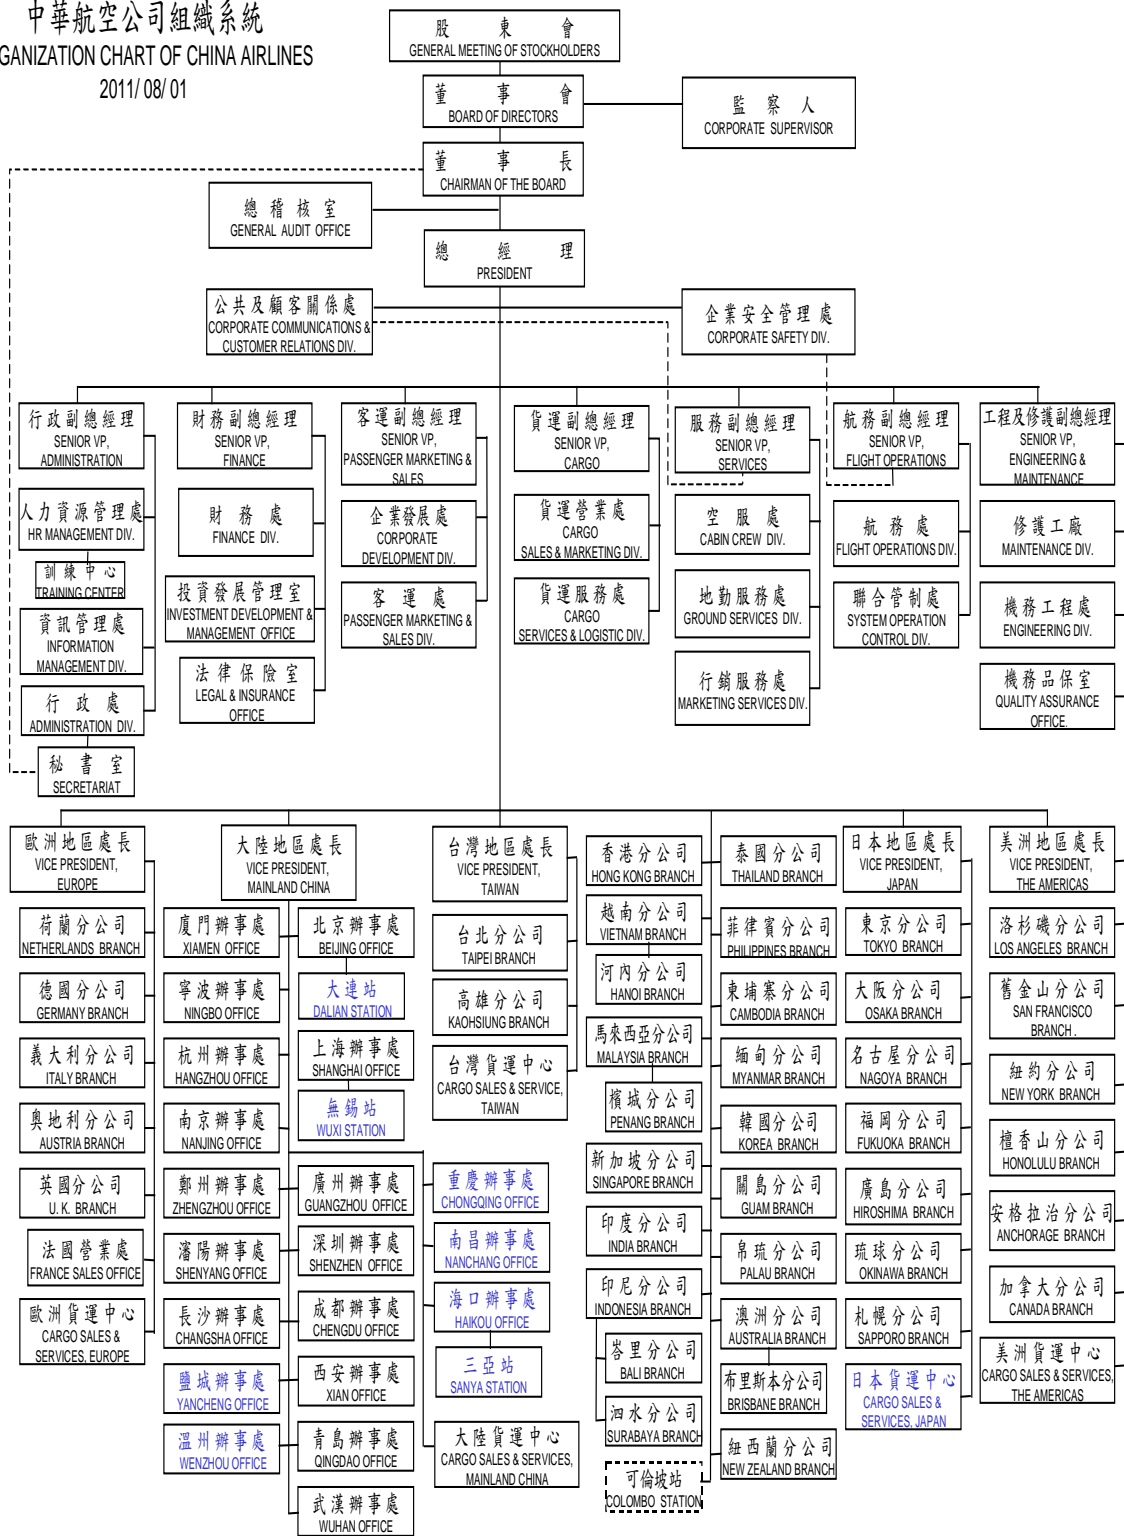 中華航空公司組織系統
GANIZATION CHART OF CHINA AIRLINES
2011/ 08/ 01
股東會
GENERAL MEETING OF STOCKHOLDERS
董事會
BOARD OF DIRECTORS
監察人
CORPORATE SUPERVISOR
董事長
CHAIRMAN OF THE BOARD
總稽核室
GENERAL AUDIT OFFICE
總經理
PRESIDENT
公共及顧客關係處
CORPORATE COMMUNICATIONS &
CUSTOMER RELATIONS DIV.
企業安全管理處
CORPORATE SAFETY DIV.
行政副總經理
SENIOR VP,
ADMINISTRATION
人力資源管理處
HR MANAGEMENT DIV.
訓練中心
TRAINING CENTER
資訊管理處
INFORMATION
MANAGEMENT DIV.
行政處
ADMINISTRATION DIV.
秘書室
SECRETARIAT
財務副總經理
SENIOR VP,
FINANCE
財務處
FINANCE DIV.
投資發展管理室
INVESTMENT DEVELOPMENT &
MANAGEMENT OFFICE
法律保險室
LEGAL & INSURANCE
OFFICE
客運副總經理
SENIOR VP,
PASSENGER MARKETING &
SALES
企業發展處
CORPORATE
DEVELOPMENT DIV.
客運處
PASSENGER MARKETING &
SALES DIV.
貨運副總經理
SENIOR VP,
CARGO
貨運營業處
CARGO
SALES & MARKETING DIV.
貨運服務處
CARGO
SERVICES & LOGISTIC DIV.
服務副總經理
SENIOR VP,
SERVICES
空服處
CABIN CREW DIV.
地勤服務處
GROUND SERVICES DIV.
行銷服務處
MARKETING SERVICES DIV.
航務副總經理
SENIOR VP,
FLIGHT OPERATIONS
航務處
FLIGHT OPERATIONS DIV.
聯合管制處
SYSTEM OPERATION
CONTROL DIV.
工程及修護副總經理
SENIOR VP,
ENGINEERING &
MAINTENANCE
修護工廠
MAINTENANCE DIV.
機務工程處
ENGINEERING DIV.
機務品保室
QUALITY ASSURANCE
OFFICE.
歐洲地區處長
VICE PRESIDENT,
EUROPE
荷蘭分公司
NETHERLANDS BRANCH
德國分公司
GERMANY BRANCH
義大利分公司
ITALY BRANCH
奧地利分公司
AUSTRIA BRANCH
英國分公司
U. K. BRANCH
法國營業處
FRANCE SALES OFFICE
歐洲貨運中心
CARGO SALES &
SERVICES, EUROPE
大陸地區處長
VICE PRESIDENT,
MAINLAND CHINA
廈門辦事處
XIAMEN OFFICE
寧波辦事處
NINGBO OFFICE
杭州辦事處
HANGZHOU OFFICE
南京辦事處
NANJING OFFICE
鄭州辦事處
ZHENGZHOU OFFICE
瀋陽辦事處
SHENYANG OFFICE
長沙辦事處
CHANGSHA OFFICE
鹽城辦事處
YANCHENG OFFICE
溫州辦事處
WENZHOU OFFICE
北京辦事處
BEIJING OFFICE
大連站
DALIAN STATION
上海辦事處
SHANGHAI OFFICE
無錫站
WUXI STATION
廣州辦事處
GUANGZHOU OFFICE
深圳辦事處
SHENZHEN OFFICE
成都辦事處
CHENGDU OFFICE
西安辦事處
XIAN OFFICE
青島辦事處
QINGDAO OFFICE
武漢辦事處
WUHAN OFFICE
重慶辦事處
CHONGQING OFFICE
南昌辦事處
NANCHANG OFFICE
海口辦事處
HAIKOU OFFICE
三亞站
SANYA STATION
大陸貨運中心
CARGO SALES & SERVICES,
MAINLAND CHINA
台灣地區處長
VICE PRESIDENT,
TAIWAN
台北分公司
TAIPEI BRANCH
高雄分公司
KAOHSIUNG BRANCH
台灣貨運中心
CARGO SALES & SERVICE,
TAIWAN
香港分公司
HONG KONG BRANCH
越南分公司
VIETNAM BRANCH
河內分公司
HANOI BRANCH
馬來西亞分公司
MALAYSIA BRANCH
檳城分公司
PENANG BRANCH
新加坡分公司
SINGAPORE BRANCH
印度分公司
INDIA BRANCH
印尼分公司
INDONESIA BRANCH
峇里分公司
BALI BRANCH
泗水分公司
SURABAYA BRANCH
可倫坡站
COLOMBO STATION
泰國分公司
THAILAND BRANCH
菲律賓分公司
PHILIPPINES BRANCH
東埔寨分公司
CAMBODIA BRANCH
緬甸分公司
MYANMAR BRANCH
韓國分公司
KOREA BRANCH
關島分公司
GUAM BRANCH
帛琉分公司
PALAU BRANCH
澳洲分公司
AUSTRALIA BRANCH
布里斯本分公司
BRISBANE BRANCH
紐西蘭分公司
NEW ZEALAND BRANCH
日本地區處長
VICE PRESIDENT,
JAPAN
東京分公司
TOKYO BRANCH
大阪分公司
OSAKA BRANCH
名古屋分公司
NAGOYA BRANCH
福岡分公司
FUKUOKA BRANCH
廣島分公司
HIROSHIMA BRANCH
琉球分公司
OKINAWA BRANCH
札幌分公司
SAPPORO BRANCH
日本貨運中心
CARGO SALES &
SERVICES, JAPAN
美洲地區處長
VICE PRESIDENT,
THE AMERICAS
洛杉磯分公司
LOS ANGELES BRANCH
舊金山分公司
SAN FRANCISCO
BRANCH .
紐約分公司
NEW YORK BRANCH
檀香山分公司
HONOLULU BRANCH
安格拉治分公司
ANCHORAGE BRANCH
加拿大分公司
CANADA BRANCH
美洲貨運中心
CARGO SALES & SERVICES,
THE AMERICAS